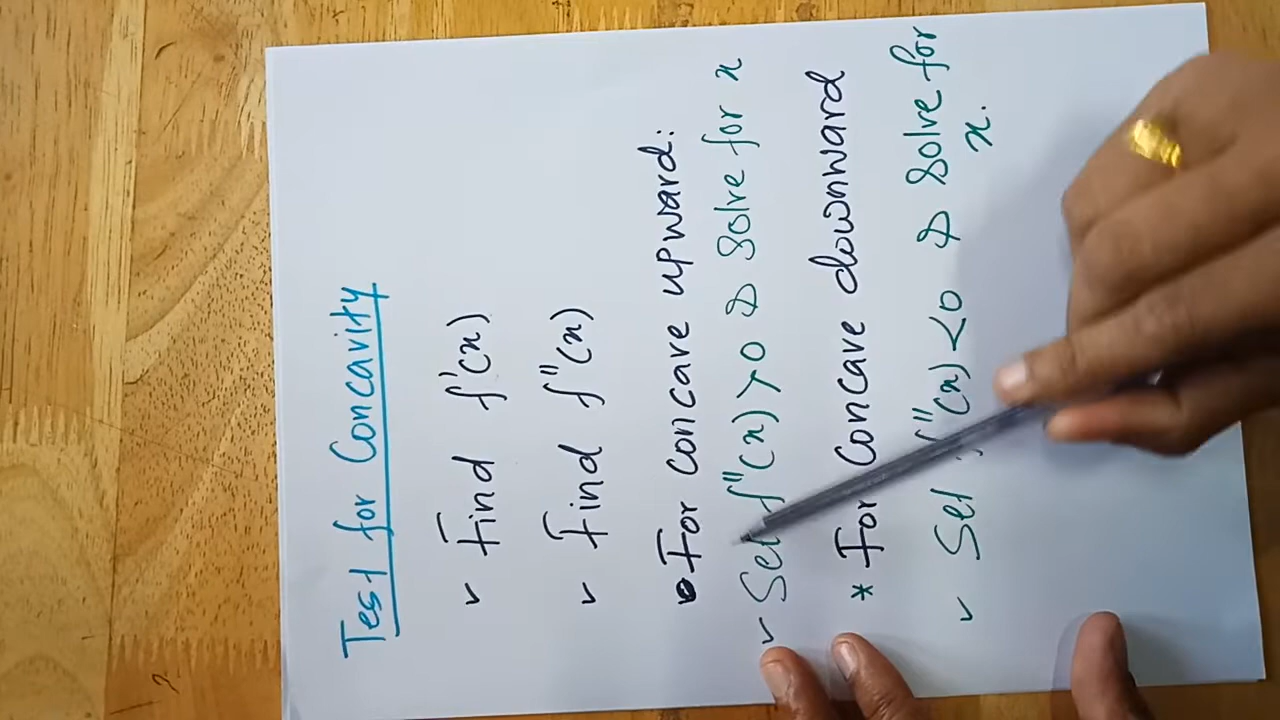 Test for Concavity
✓ Find f'(x)
✓ Find f"(x)
• For concave upward:
✓ Set f"(x) > 0 & Solve for x
* For Concave downward
✓ Set f"(x) < 0 & Solve for
x.